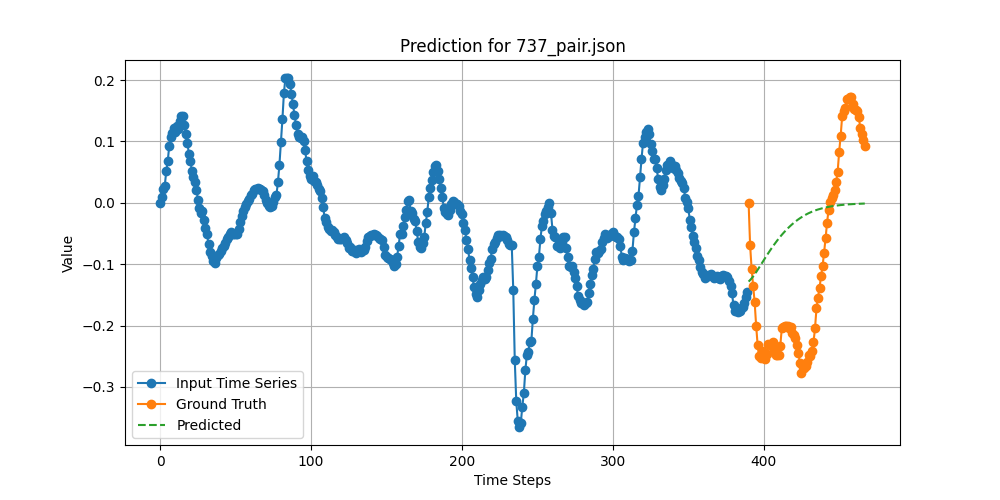 Prediction for 737_pair.json
Value
0.2
0.1
0.0
−0.1
−0.2
−0.3
Input Time Series
Ground Truth
Predicted
0
100
200
300
400
Time Steps